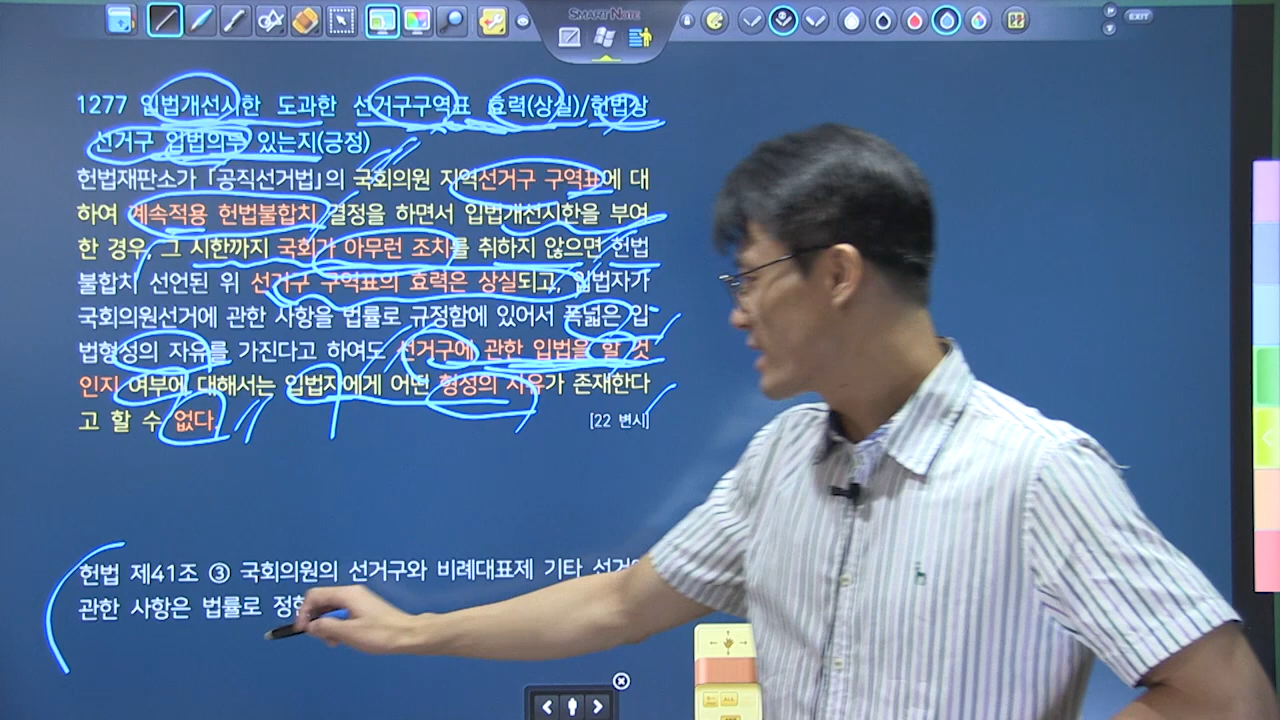 SMARTNOTE
EXIT
1277 입법개선시한 도과한 선거구구역표 효력(상실)/헌법상
선거구 입법의무 있는지(긍정)
헌법재판소가 「공직선거법」의 국회의원 지역선거구 구역표에 대
하여 계속적용 헌법불합치 결정을 하면서 입법개선시한을 부여
한 경우, 그 시한까지 국회가 아무런 조치를 취하지 않으면 헌법
불합치 선언된 위 선거구 구역표의 효력은 상실되고, 입법자가
국회의원선거에 관한 사항을 법률로 규정함에 있어서 폭넓은 입
법형성의 자유를 가진다고 하여도 선거구에 관한 입법을 할 것
인지 여부에 대해서는 입법자에게 어떤 형성의 자유가 존재한다
고 할 수 없다.
[22 변시]
헌법 제41조 ③ 국회의원의 선거구와 비례대표제 기타
관한 사항은 법률로
ALL